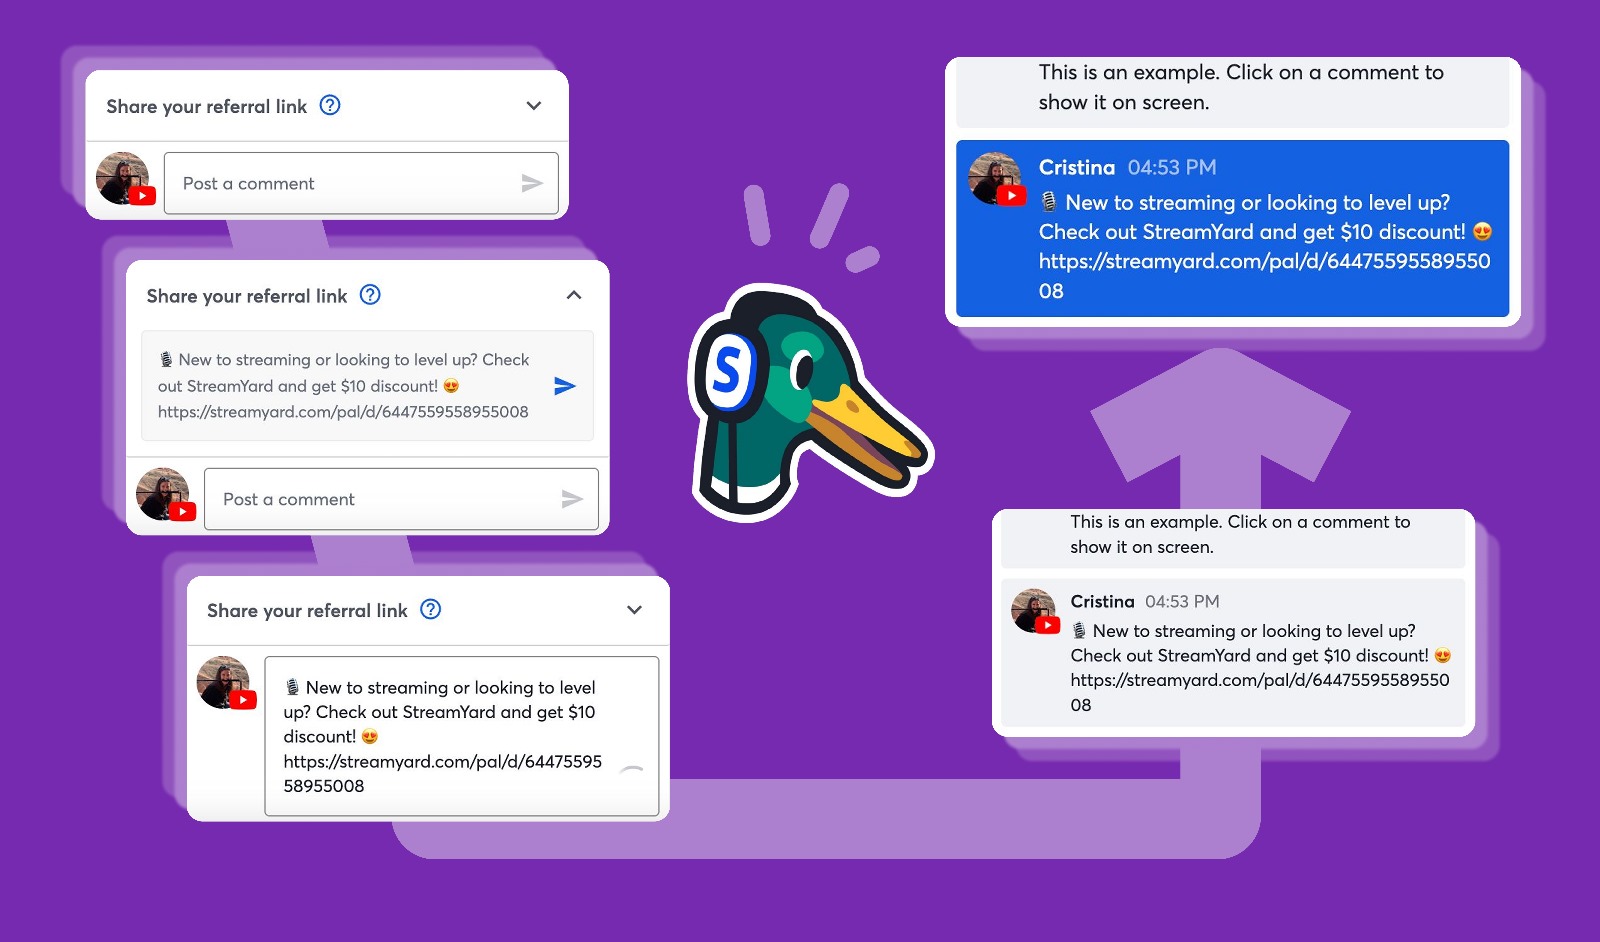 Share your referral link ?
Post a comment
Share your referral link ?
🎙️ New to streaming or looking to level up? Check
out StreamYard and get $10 discount! 😍
https://streamyard.com/pal/d/6447559558955008
Post a comment
Share your referral link ?
🎙️ New to streaming or looking to level
up? Check out StreamYard and get $10
discount! 😍
https://streamyard.com/pal/d/64475595
58955008
S
This is an example. Click on a comment to
show it on screen.
Cristina 04:53 PM
🎙️ New to streaming or looking to level up?
Check out StreamYard and get $10 discount! 😍
https://streamyard.com/pal/d/64475595589550
08
This is an example. Click on a comment to
show it on screen.
Cristina 04:53 PM
🎙️ New to streaming or looking to level up?
Check out StreamYard and get $10 discount! 😍
https://streamyard.com/pal/d/64475595589550
08